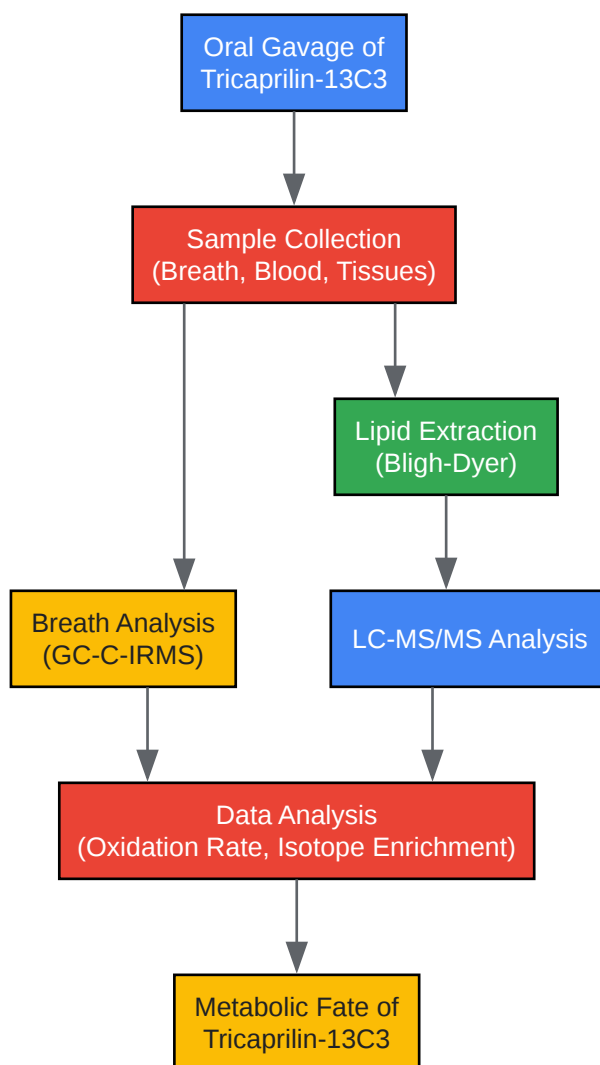 Oral Gavage of
Tricaprilin-13C3
Sample Collection
(Breath, Blood, Tissues)
Lipid Extraction
(Bligh-Dyer)
Breath Analysis
(GC-C-IRMS)
LC-MS/MS Analysis
Data Analysis
(Oxidation Rate, Isotope Enrichment)
Metabolic Fate of
Tricaprilin-13C3